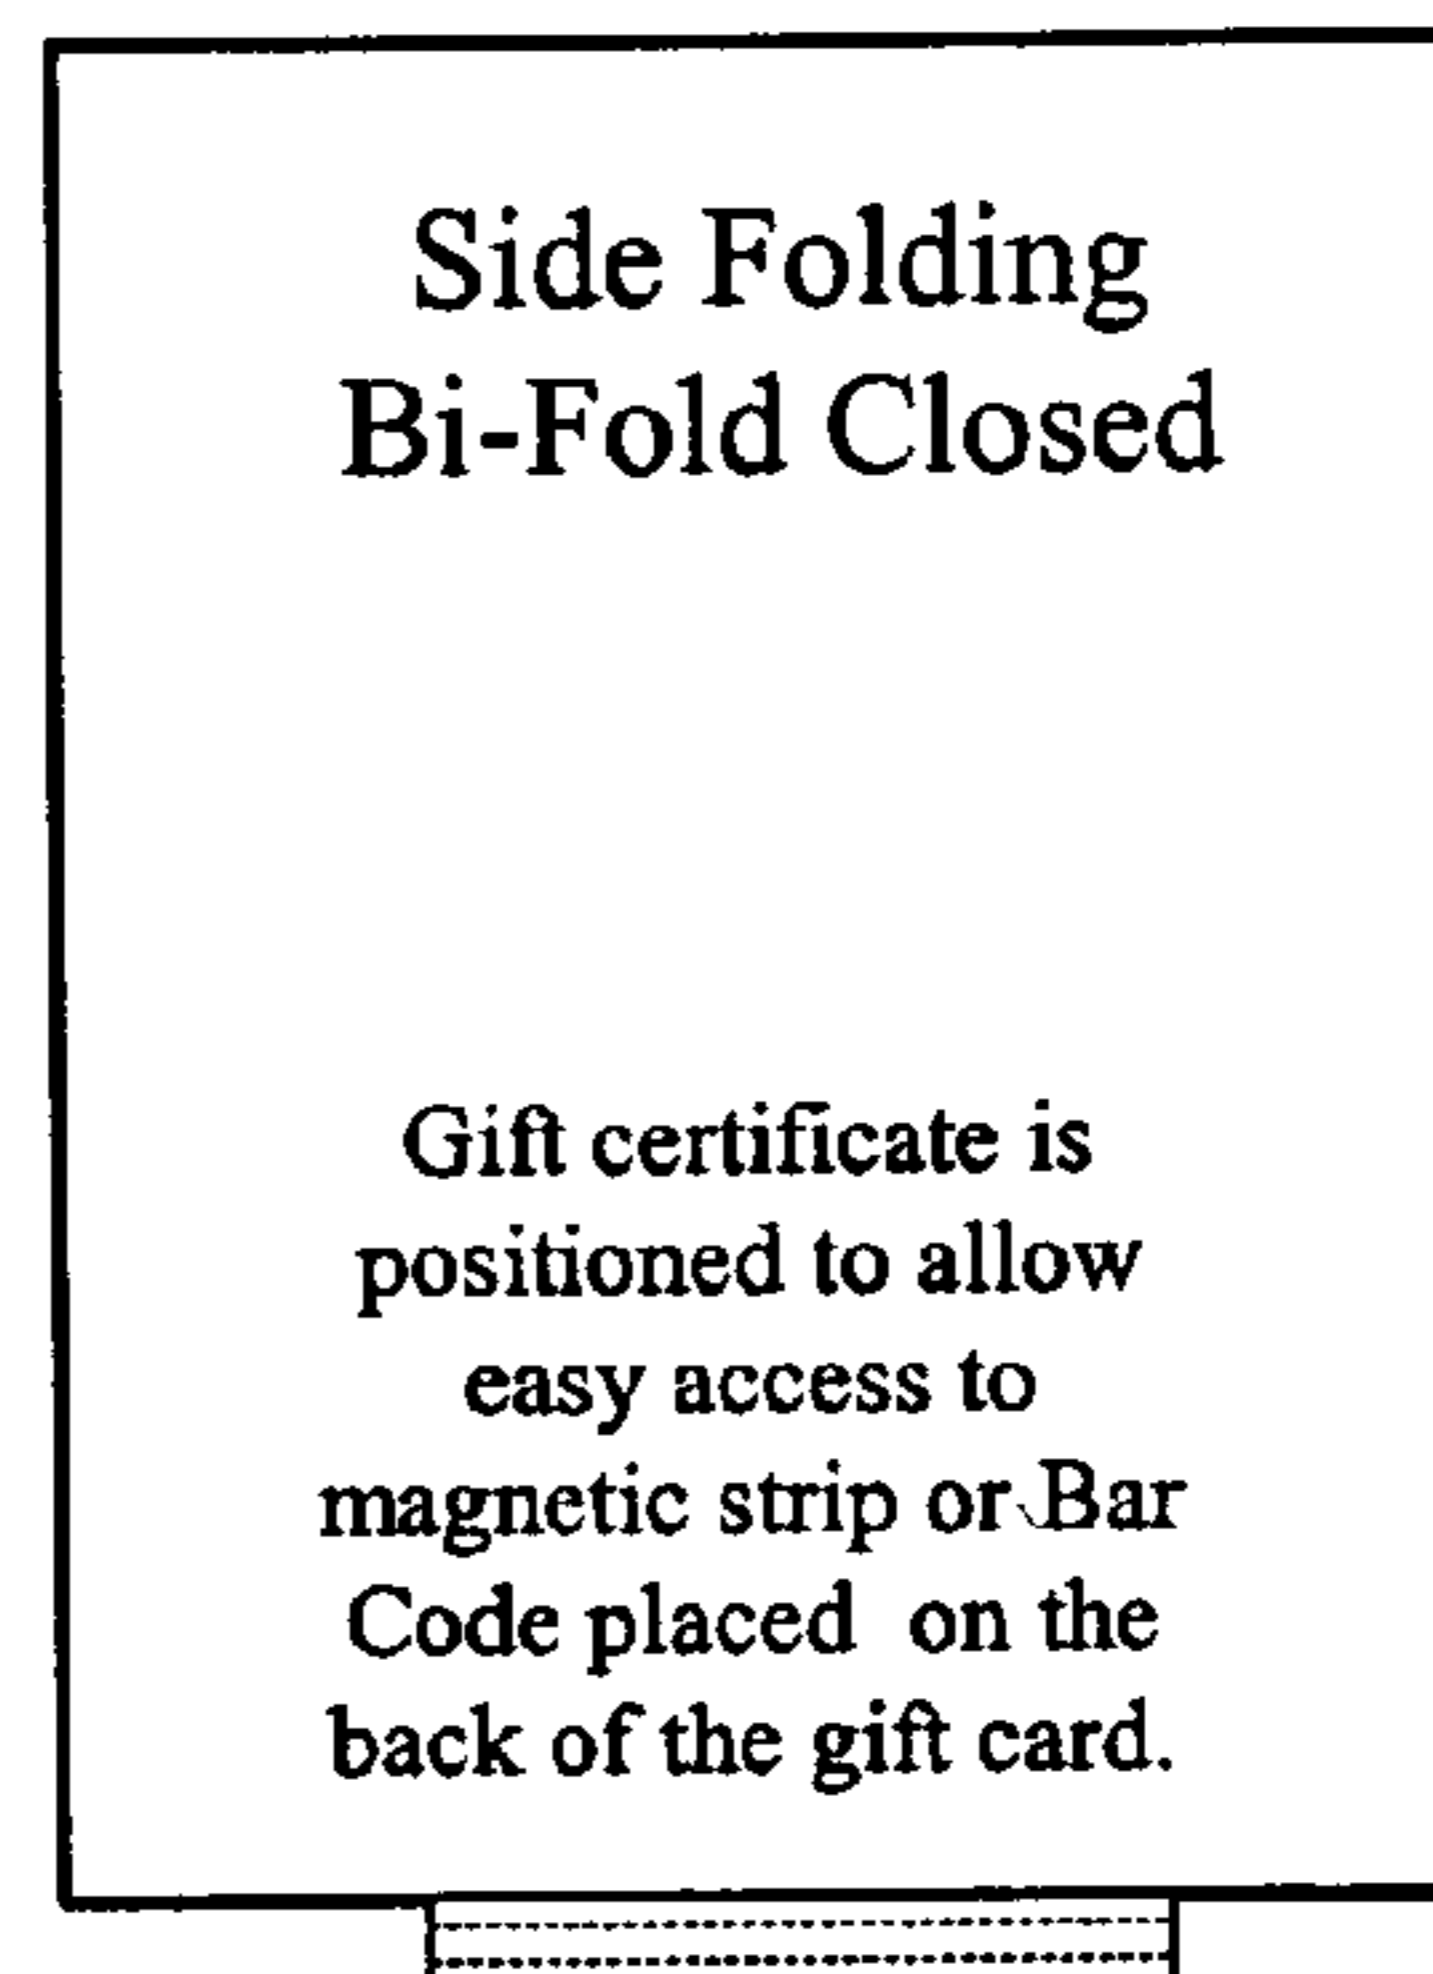 Side Folding
Bi-Fold Closed
Gift certificate is
positioned to allow
easy access to
magnetic strip or Bar
Code placed on the
back of the gift card.